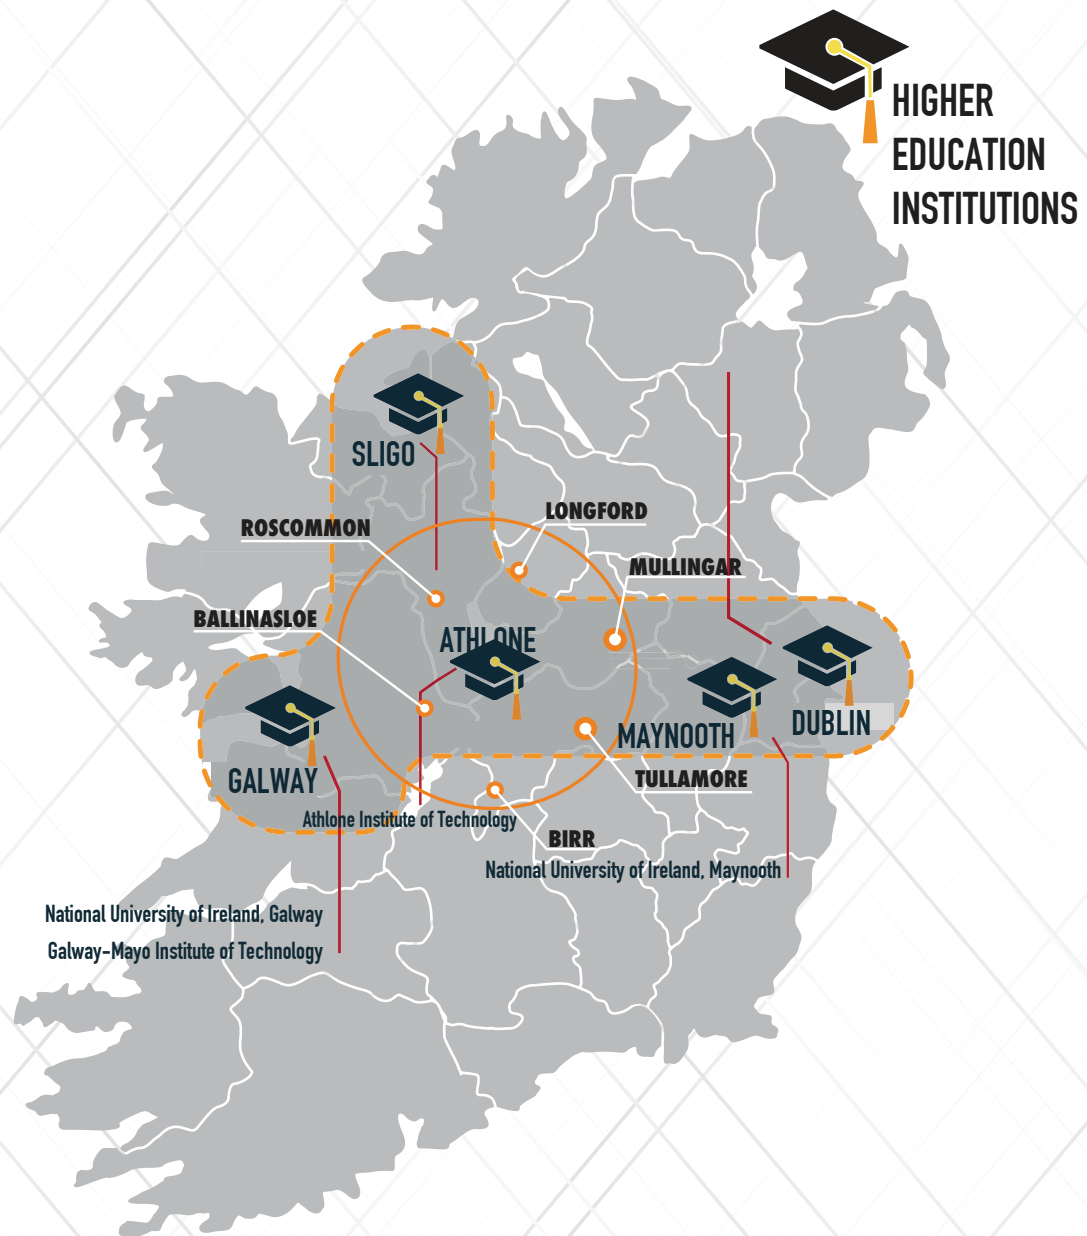 HIGHER
EDUCATION
INSTITUTIONS
SLIGO
LONGFORD
ROSCOMMON
MULLINGAR
BALLINASLOE
ATHLONE
DUBLIN
MAYNOOTH
GALWAY
TULLAMORE
Athlone Institute of Technology
BIRR
National University of Ireland, Maynooth
National University of Ireland, Galway
Galway-Mayo Institute of Technology